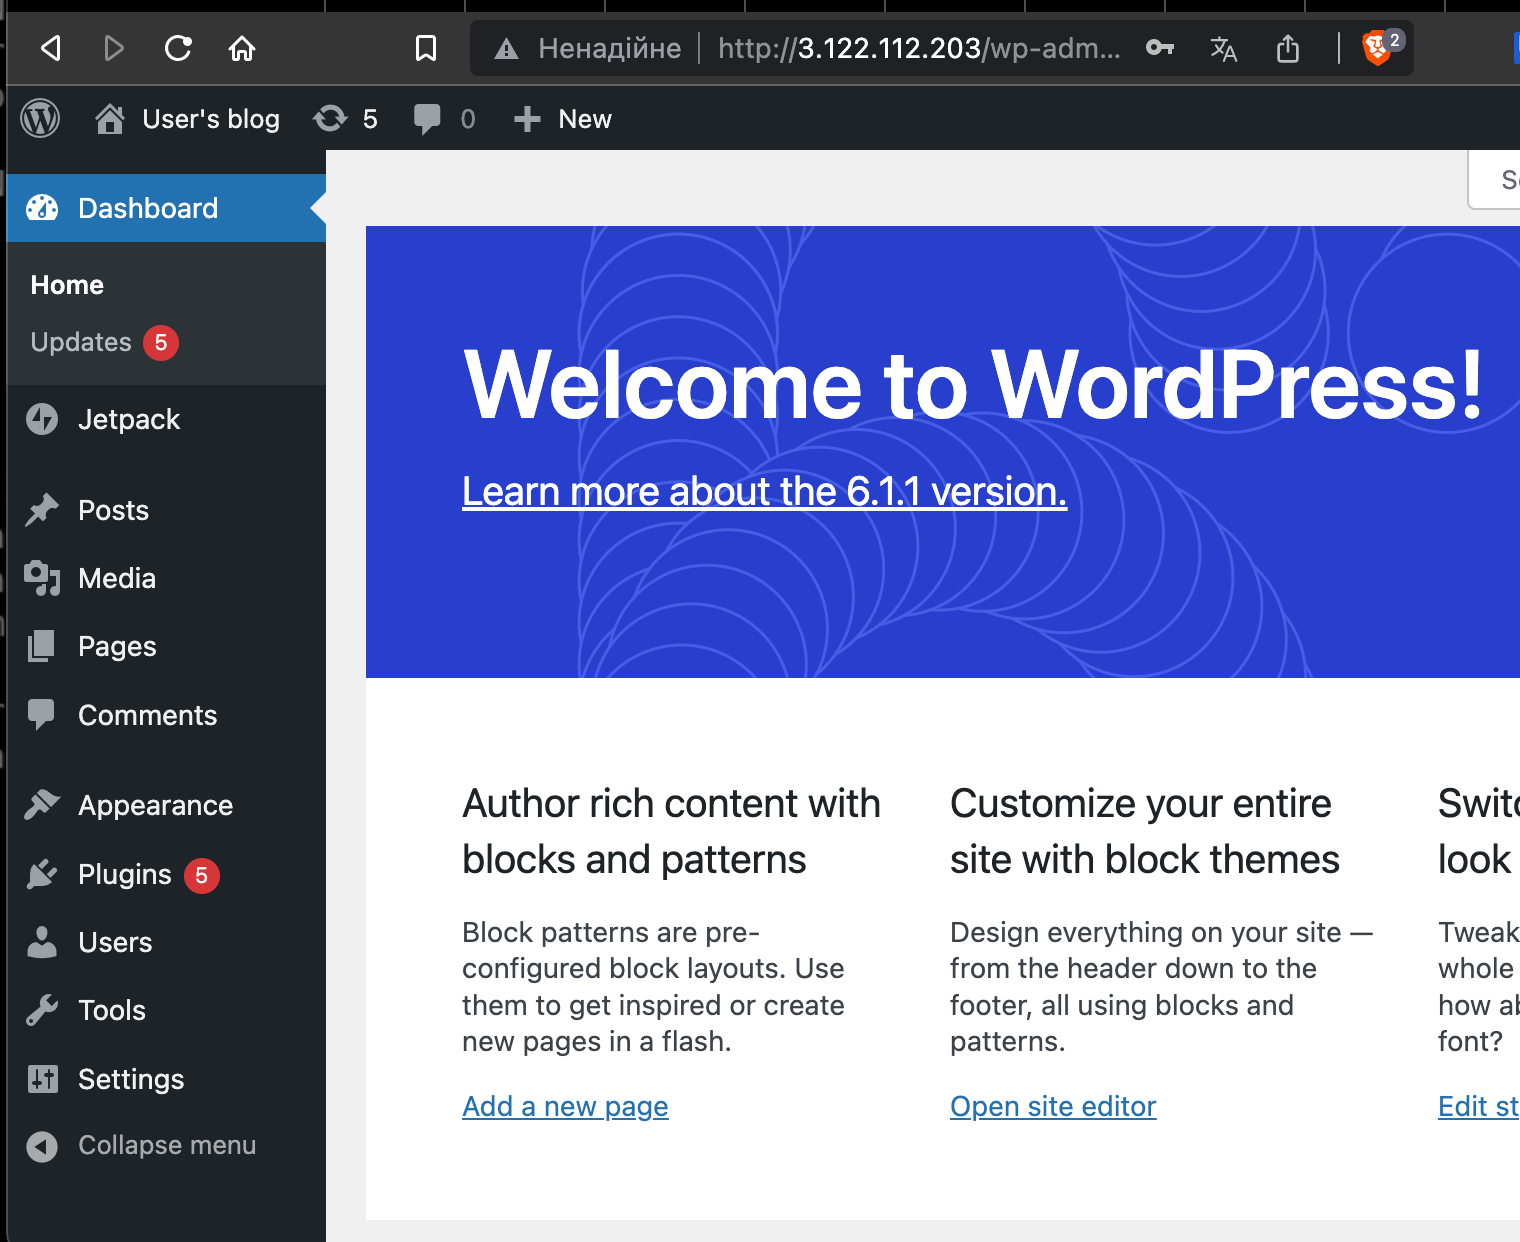 Ненадійне http://3.122.112.203/wp-adm... 2
User's blog 5 0 New
Dashboard
Home
Updates 5
Jetpack
Posts
Media
Pages
Comments
Appearance
Plugins 5
Users
Tools
Settings
Collapse menu
Welcome to WordPress!
Learn more about the 6.1.1 version.
Author rich content with
blocks and patterns
Block patterns are pre-
configured block layouts. Use
them to get inspired or create
new pages in a flash.
Add a new page
Customize your entire
site with block themes
Design everything on your site —
from the header down to the
footer, all using blocks and
patterns.
Open site editor
look
Tweak
whole
how
font?
Edit